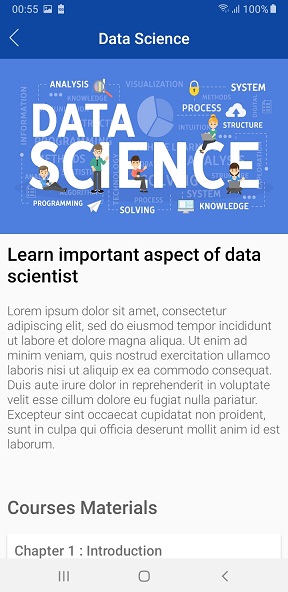 00:55 100%
Data Science
ANALYSIS VISUALIZATION SYSTEM
INFORMATION KNOWLEDGE METHODS
PROCESS
DATA STRUCTURE
INTUITION
PROGRAMMING
SCIENCE
TECHNOLOGY
SYSTEM
PROCESS
PROGRAMMING SOLVING KNOWLEDGE
Learn important aspect of data
scientist
Lorem ipsum dolor sit amet, consectetur
adipiscing elit, sed do eiusmod tempor incididunt
ut labore et dolore magna aliqua. Ut enim ad
minim veniam, quis nostrud exercitation ullamco
laboris nisi ut aliquip ex ea commodo consequat.
Duis aute irure dolor in reprehenderit in voluptate
velit esse cillum dolore eu fugiat nulla pariatur.
Excepteur sint occaecat cupidatat non proident,
sunt in culpa qui officia deserunt mollit anim id est
laborum.
Courses Materials
Chapter 1 : Introduction